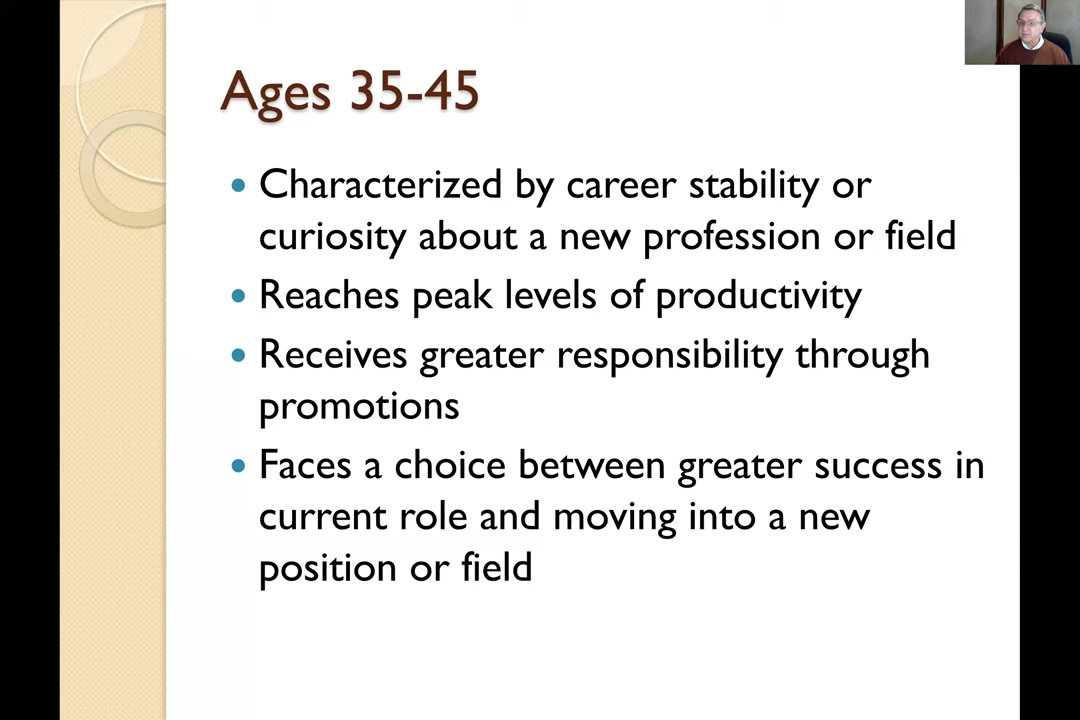 Ages 35-45
Characterized by career stability or
curiosity about a new profession or field
Reaches peak levels of productivity
Receives greater responsibility through
promotions
Faces a choice between greater success in
current role and moving into a new
position or field